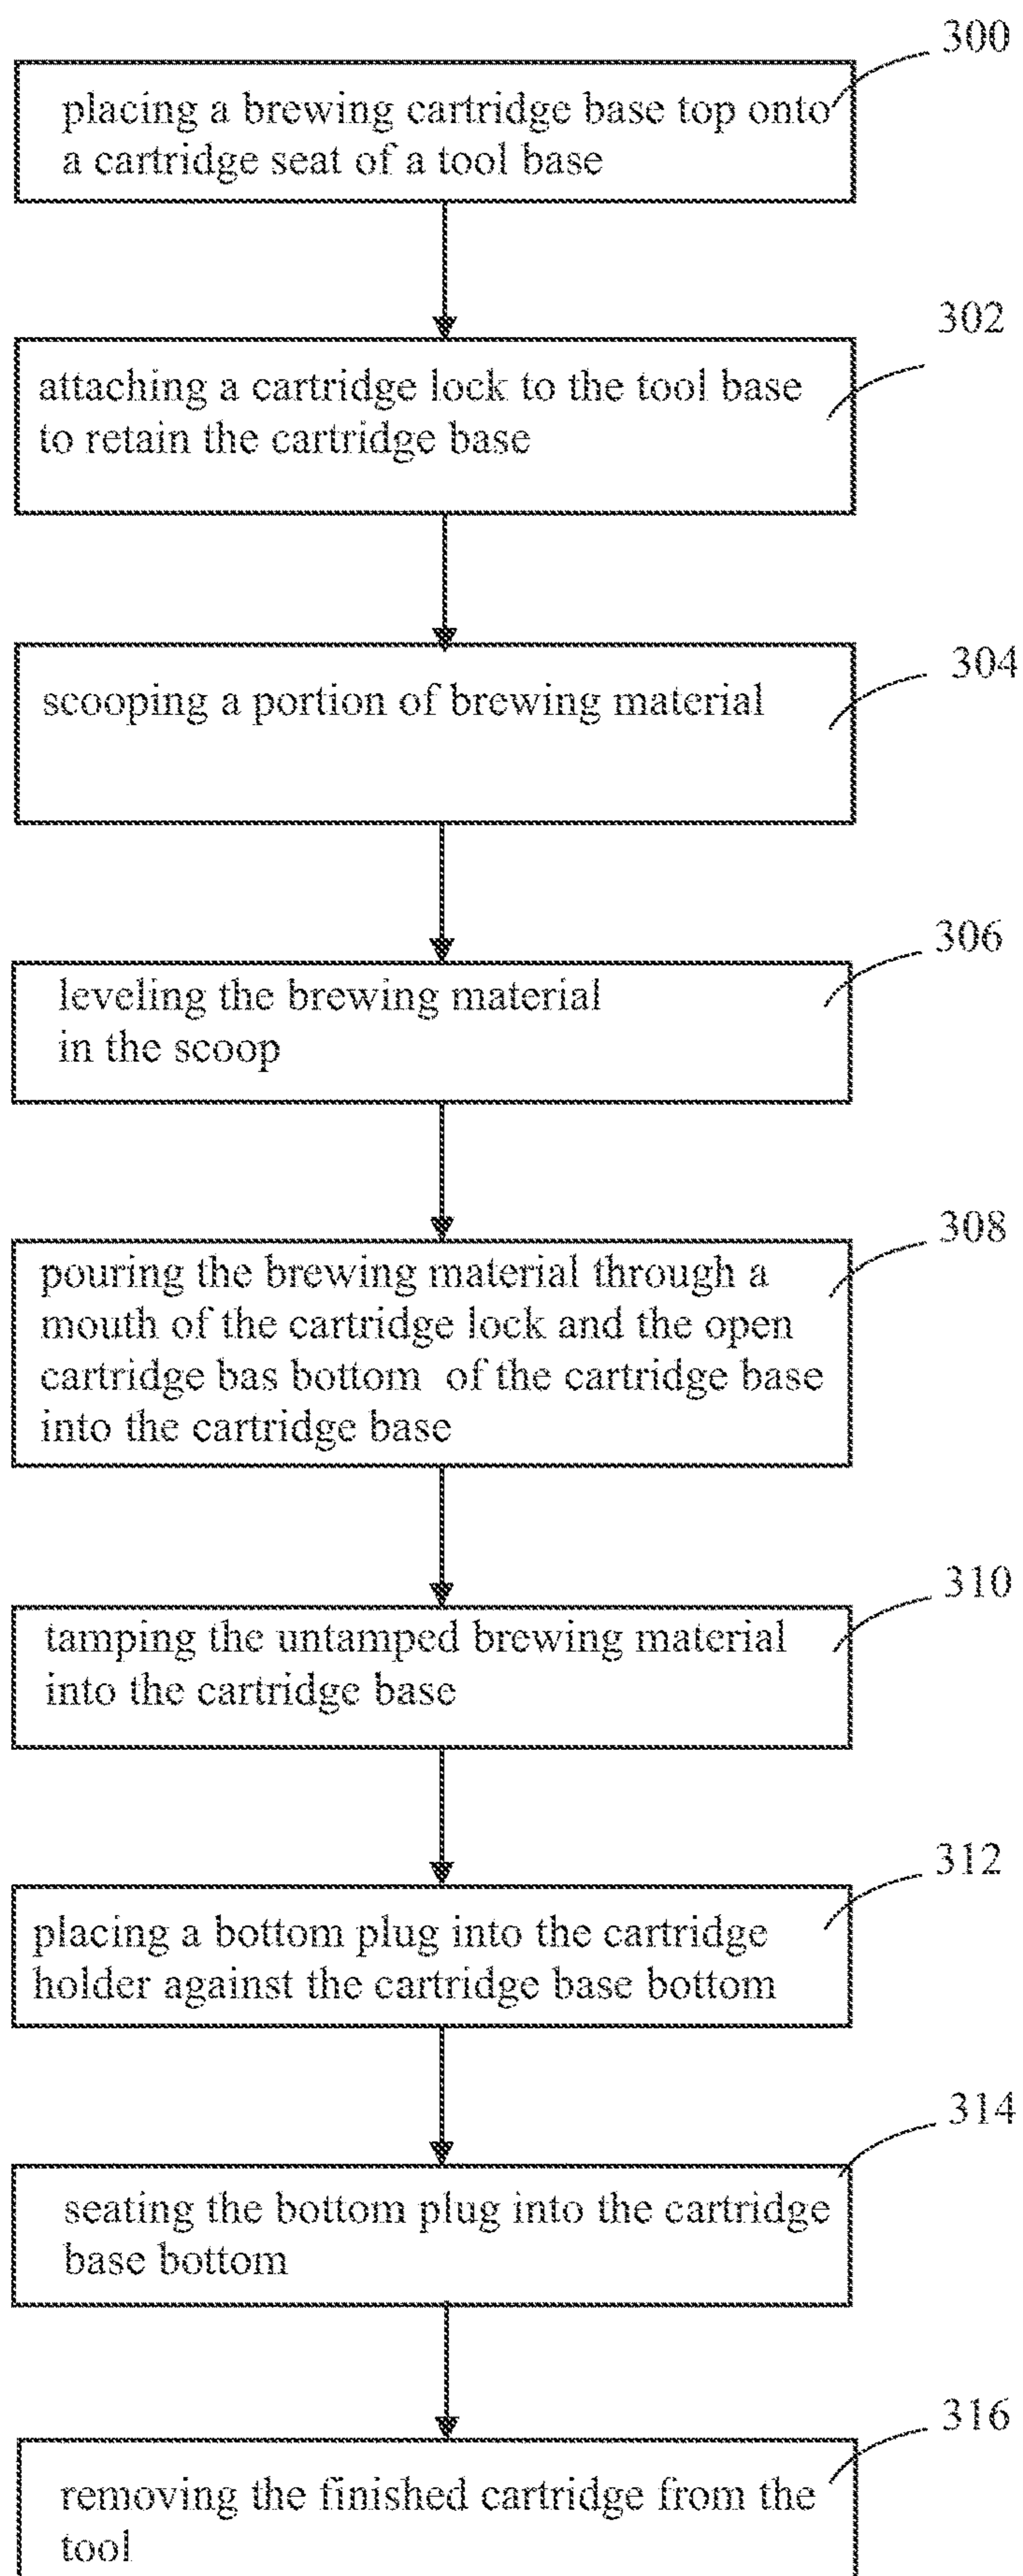 300
placing a brewing cartridge base top onto
a cartridge seat of a tool base
302
attaching a cartridge lock to the tool base
to retain the cartridge base
304
scooping a portion of brewing material
306
leveling the brewing material
in the scoop
308
pouring the brewing material through a
mouth of the cartridge lock and the open
cartridge bas bottom of the cartridge base
into the cartridge base
310
tamping the untamped brewing material
into the cartridge base
312
placing a bottom plug into the cartridge
holder against the cartridge base bottom
314
seating the bottom plug into the cartridge
base bottom
316
removing the finished cartridge from the
tool